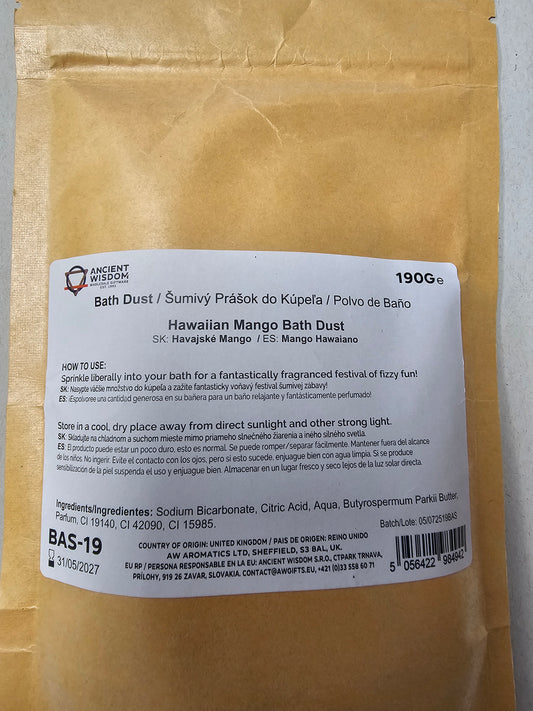 ANCIENT
WISDOM
WHOLESALE GIFTWARE
EST. 1995
190G e
Bath Dust / Šumivý Prášok do Kúpeľa / Polvo de Baño
Hawaiian Mango Bath Dust
SK: Havajské Mango / ES: Mango Hawaiano
HOW TO USE:
Sprinkle liberally into your bath for a fantastically fragranced festival of fizzy fun!
SK: Nasypte väčšie množstvo do kupeľa a zažite fantasticky voňavý festival šumivej zábavy!
ES: ¡Espolvoree una cantidad generosa en su bañera para un baño relajante y fantásticamente perfumado!
Store in a cool, dry place away from direct sunlight and other strong light.
SK: Skladujte na chladnom a suchom mieste mimo priameho slnečného žiarenia a iného silného svetla.
ES: El producto puede estar un poco duro, esto es normal. Se puede romper/separar fácilmente. Mantener fuera del alcance
de los niños. No ingerir. Evite el contacto con los ojos, pero si esto sucede, enjuague bien con agua limpia. Si se produce
sensibilización de la piel suspenda el uso y enjuague bien. Almacenar en un lugar fresco y seco lejos de la luz solar directa.
Ingredients/Ingredientes: Sodium Bicarbonate, Citric Acid, Aqua, Butyrospermum Parkii Butter,
Parfum, CI 19140, CI 42090, CI 15985.
Batch/Lote: 05/072519BAS
BAS-19
31/05/2027
COUNTRY OF ORIGIN: UNITED KINGDOM / PAIS DE ORIGEN: REINO UNIDO
AW AROMATICS LTD, SHEFFIELD, S3 8AL, UK.
EU RP / PERSONA RESPONSABLE EN LA EU: ANCIENT WISDOM S.R.O., CTPARK TRNAVA,
PRÍLOHY, 919 26 ZAVAR, SLOVAKIA. CONTACT@AWGIFTS.EU, +421 (0)33 558 60 71
5 056422 984942